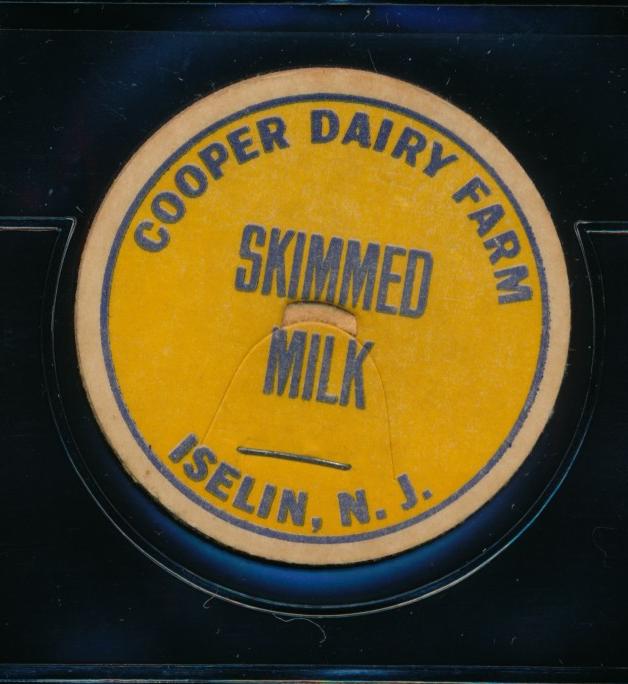 COOPER DAIRY FARM
SKIMMED
MILK
ISELIN, N. J.